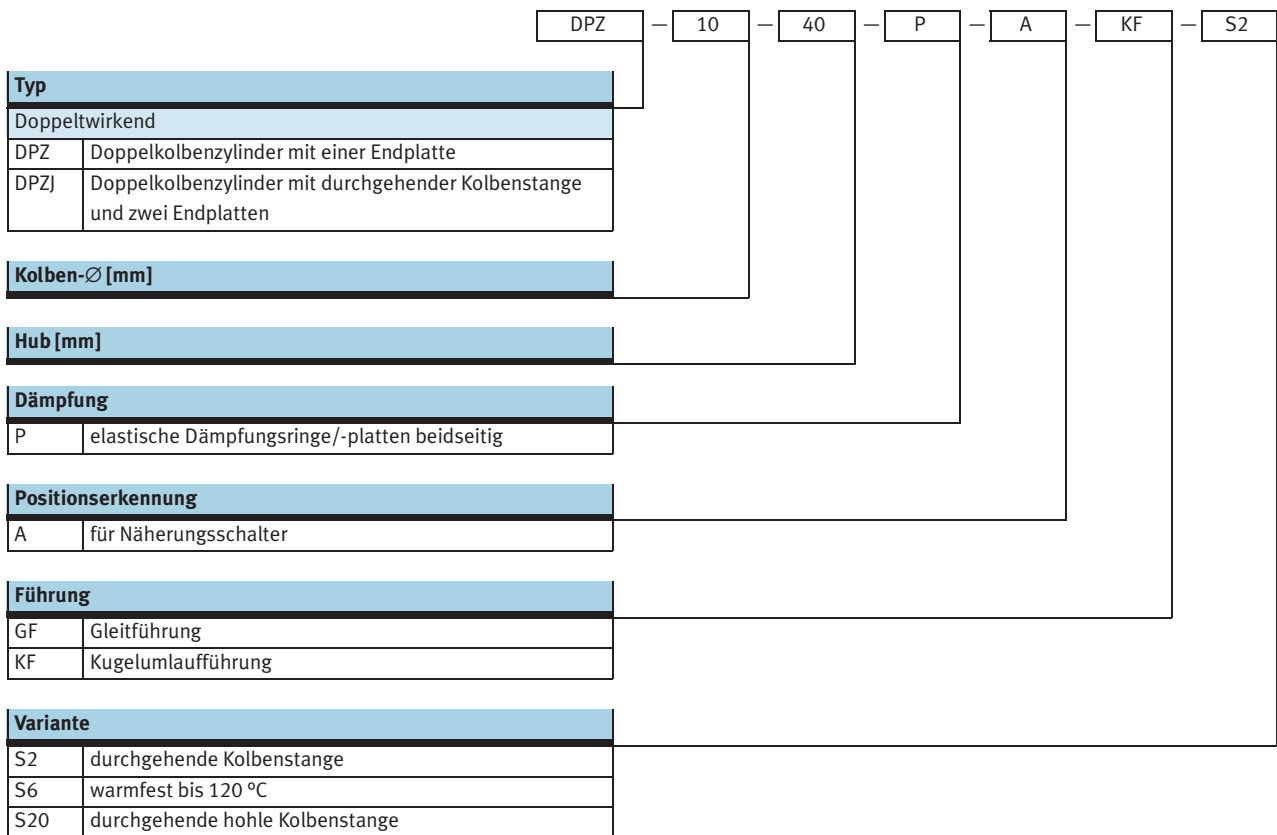 DPZ — 10 — 40 — P — A — KF — S2
Typ
Doppeltwirkend
DPZ Doppelkolbenzylinder mit einer Endplatte
DPZJ Doppelkolbenzylinder mit durchgehender Kolbenstange
und zwei Endplatten
Kolben-∅ [mm]
Hub [mm]
Dämpfung
P elastische Dämpfungsringe/-platten beidseitig
Positionserkennung
A für Näherungsschalter
Führung
GF Gleitführung
KF Kugelumlaufführung
Variante
S2 durchgehende Kolbenstange
S6 warmfest bis 120 °C
S20 durchgehende hohle Kolbenstange